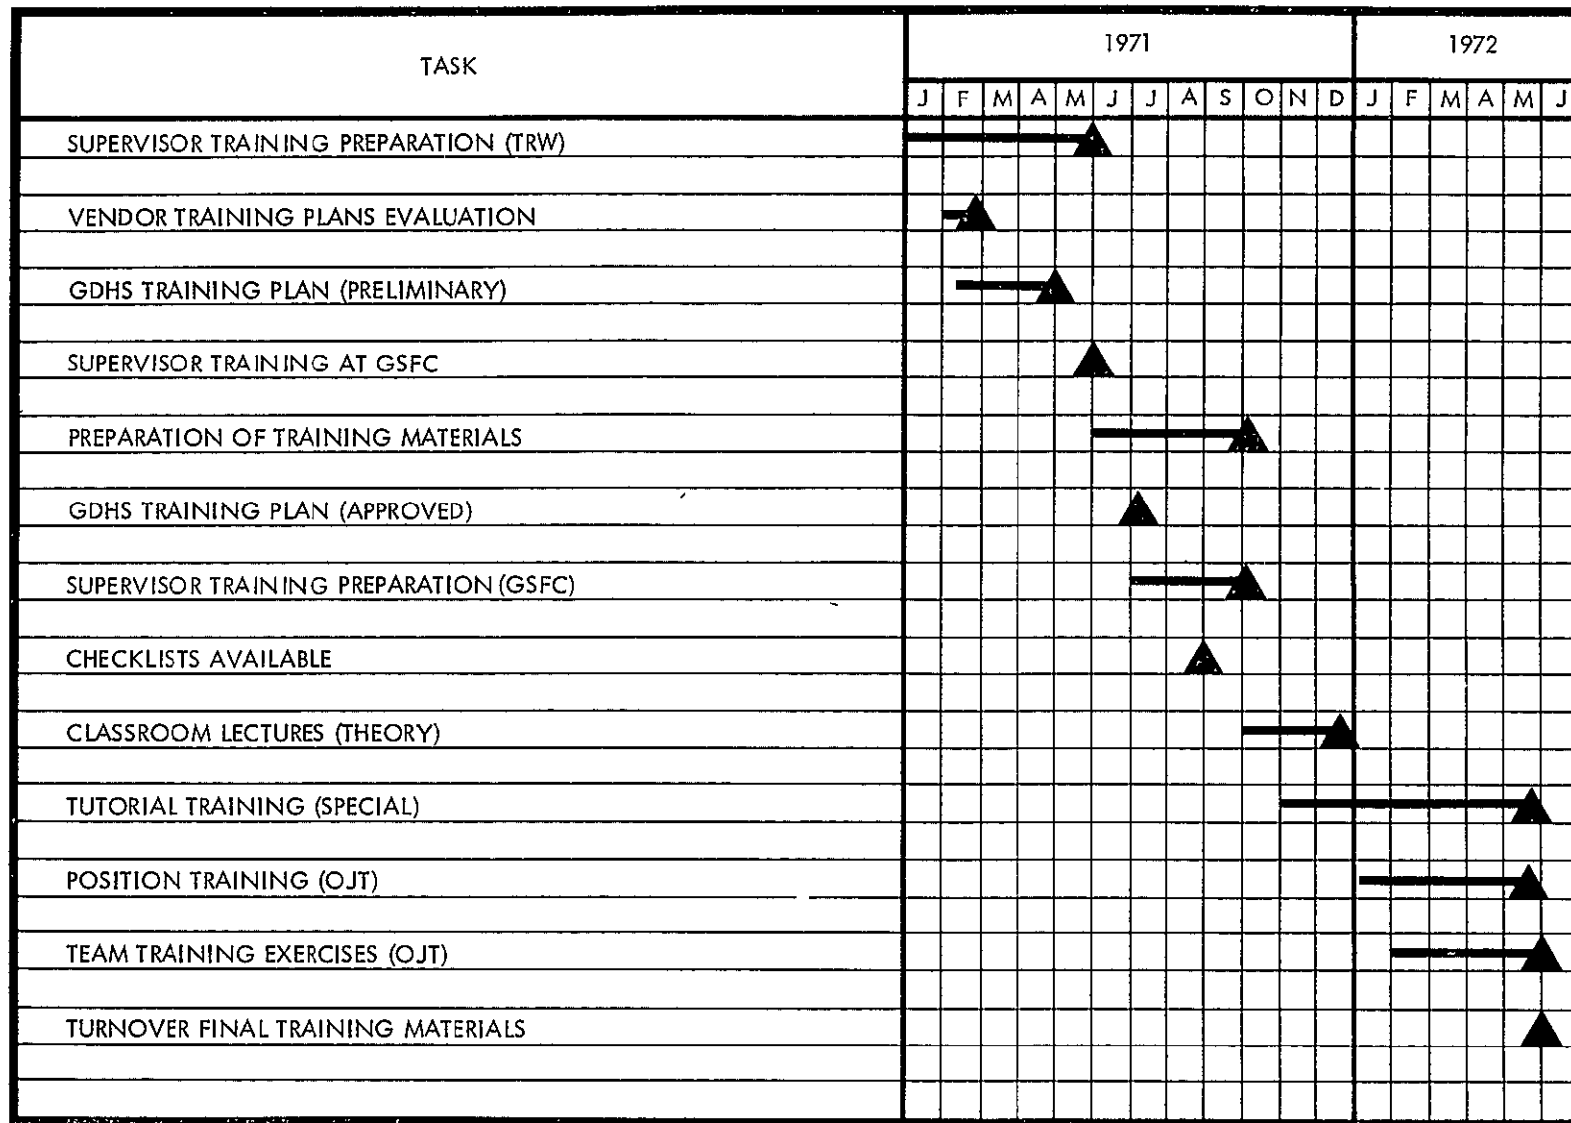 TASK
1971
1972
J F M A M J J A S O N D J F M A M J
SUPERVISOR TRAINING PREPARATION (TRW)
VENDOR TRAINING PLANS EVALUATION
GDHS TRAINING PLAN (PRELIMINARY)
SUPERVISOR TRAINING AT GSFC
PREPARATION OF TRAINING MATERIALS
GDHS TRAINING PLAN (APPROVED)
SUPERVISOR TRAINING PREPARATION (GSFC)
CHECKLISTS AVAILABLE
CLASSROOM LECTURES (THEORY)
TUTORIAL TRAINING (SPECIAL)
POSITION TRAINING (OJT)
TEAM TRAINING EXERCISES (OJT)
TURNOVER FINAL TRAINING MATERIALS